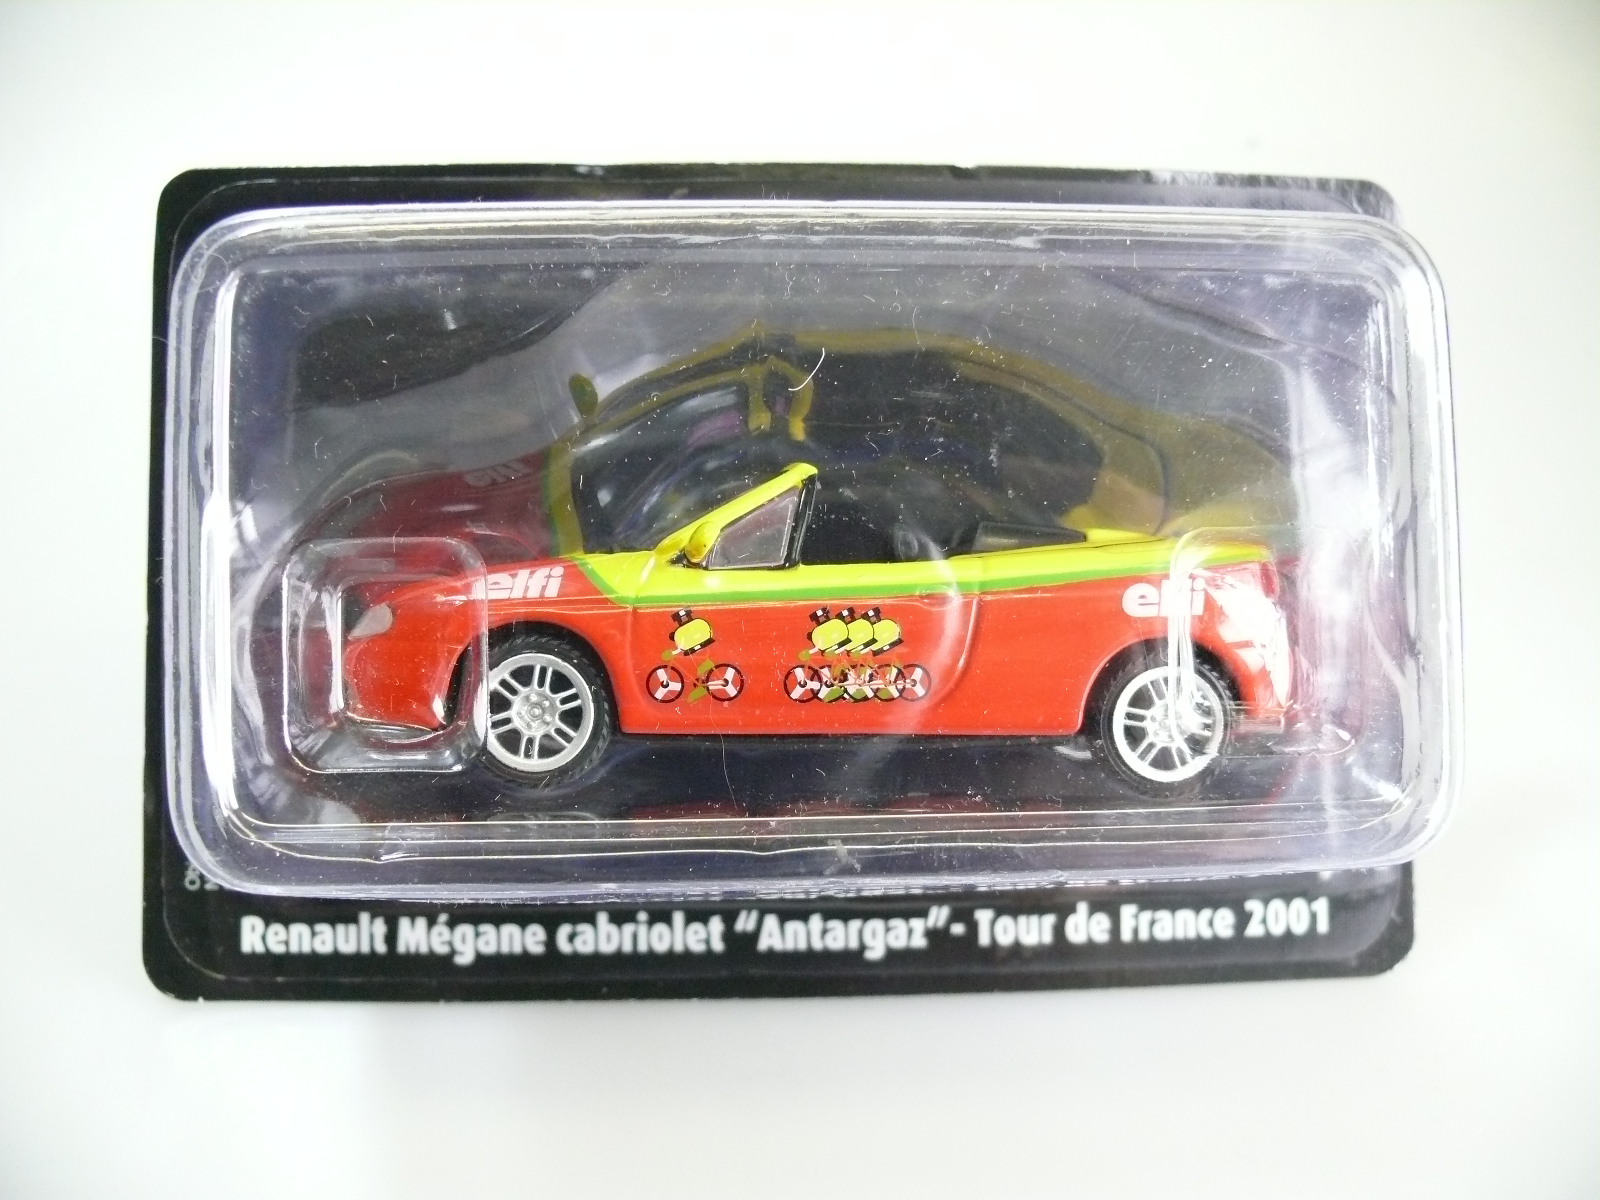 elfi
elfi
Renault Mégane cabriolet “Antargaz”- Tour de France 2001